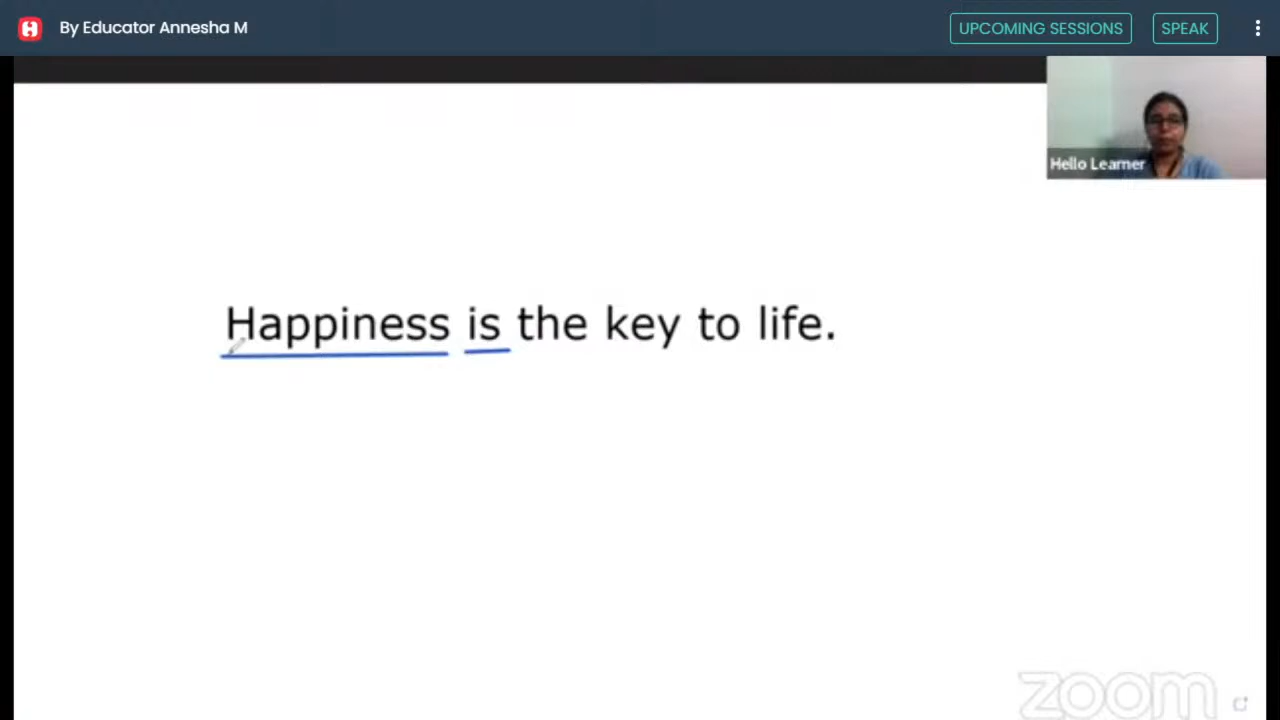 By Educator Annesha M
UPCOMING SESSIONS
SPEAK
Hello Learner
Happiness is the key to life.
zoom